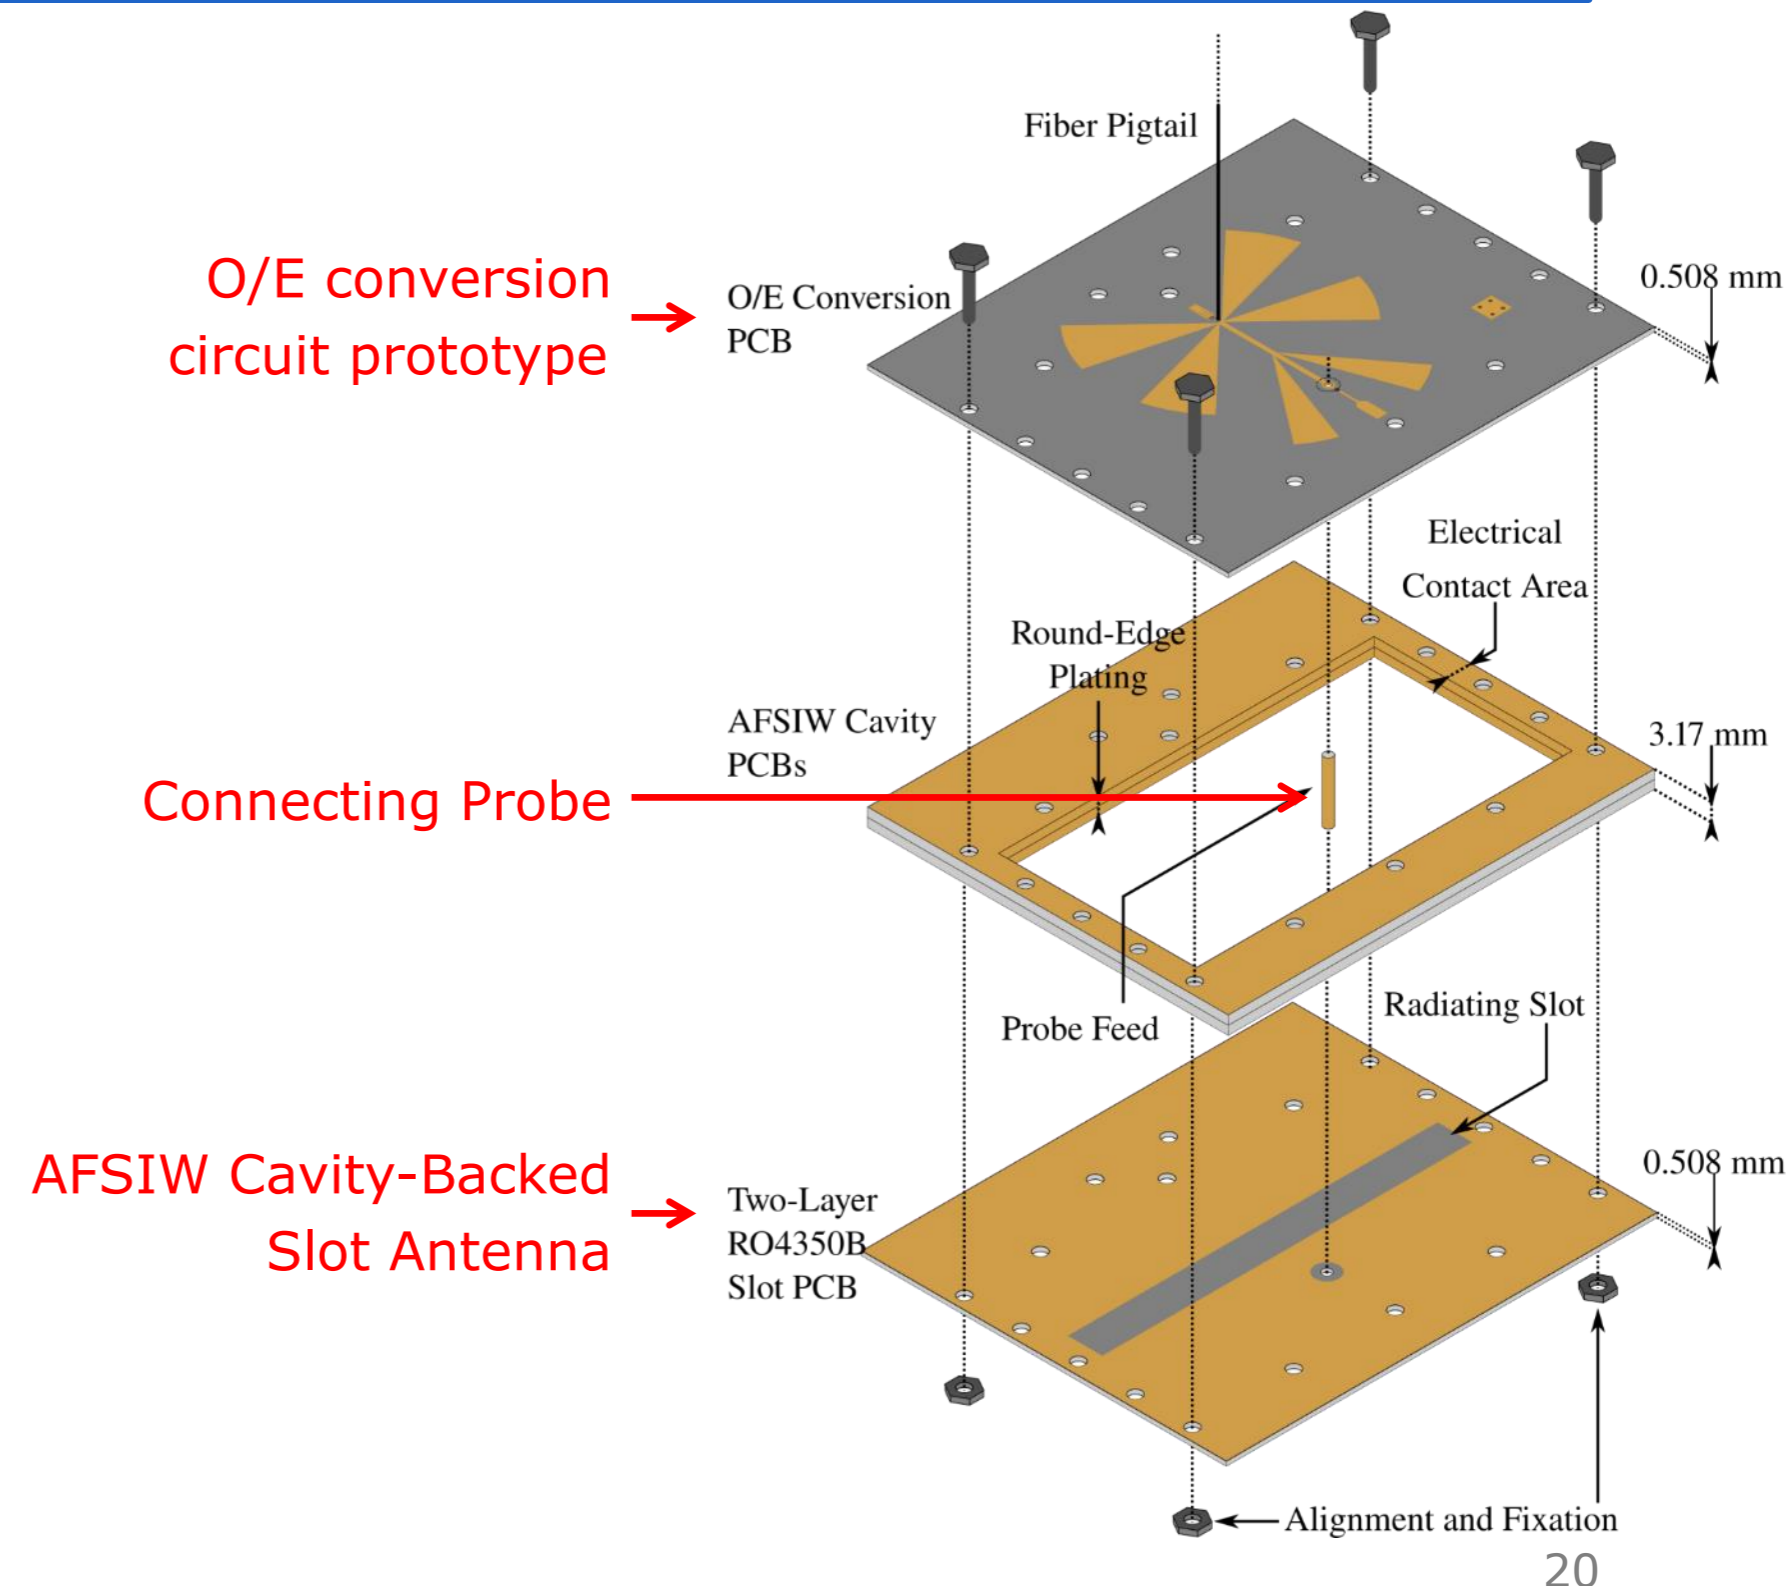 Fiber Pigtail
O/E conversion
circuit prototype
O/E Conversion
PCB
0.508 mm
Electrical
Contact Area
Round-Edge
Plating
AFSIW Cavity
PCBs
3.17 mm
Connecting Probe
Probe Feed
Radiating Slot
AFSIW Cavity-Backed
Slot Antenna
Two-Layer
RO4350B
Slot PCB
0.508 mm
Alignment and Fixation
20